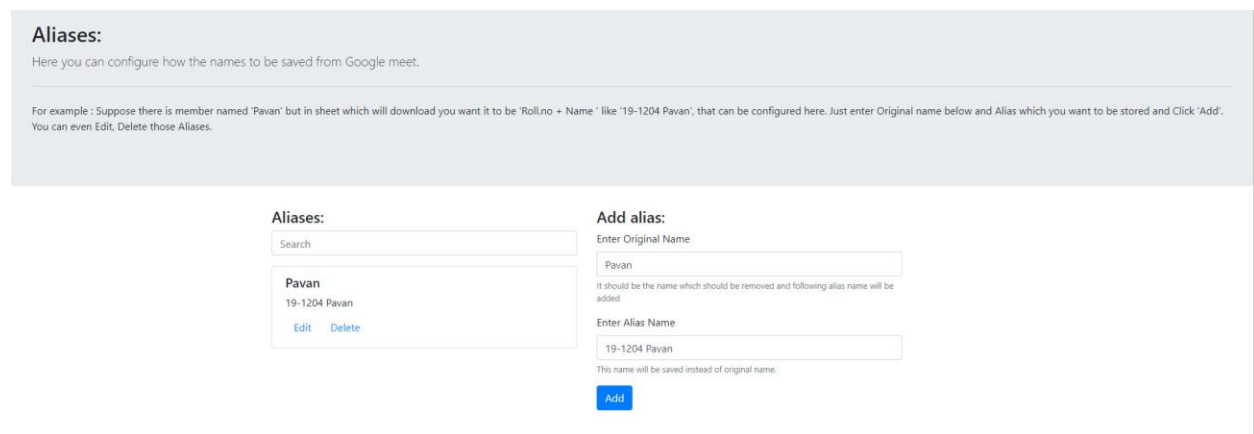 Aliases:
Here you can configure how the names to be saved from Google meet.
For example : Suppose there is member named 'Pavan' but in sheet which will download you want it to be 'Roll.no + Name ' like '19-1204 Pavan', that can be configured here. Just enter Original name below and Alias which you want to be stored and Click 'Add'.
You can even Edit, Delete those Aliases.
Aliases:
Search
Pavan
19-1204 Pavan
Edit Delete
Add alias:
Enter Original Name
Pavan
It should be the name which should be removed and following alias name will be
added
Enter Alias Name
19-1204 Pavan
This name will be saved instead of original name.
Add